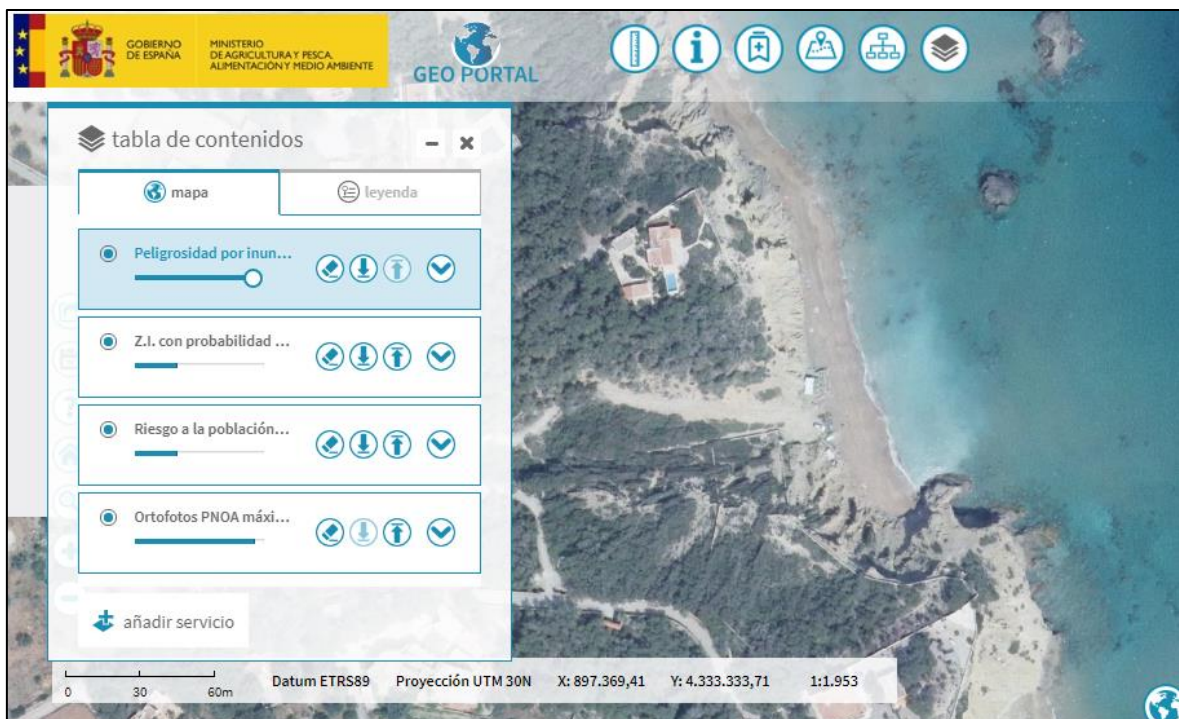 GOBIERNO
DE ESPAÑA
MINISTERIO
DE AGRICULTURA Y PESCA,
ALIMENTACIÓN Y MEDIO AMBIENTE
GEO PORTAL
tabla de contenidos
mapa
leyenda
Peligrosidad por inun...
Z.I. con probabilidad ...
Riesgo a la población...
Ortofotos PNOA máxi...
añadir servicio
0 30 60m
Datum ETRS89 Proyección UTM 30N X: 897.369,41 Y: 4.333.333,71 1:1.953